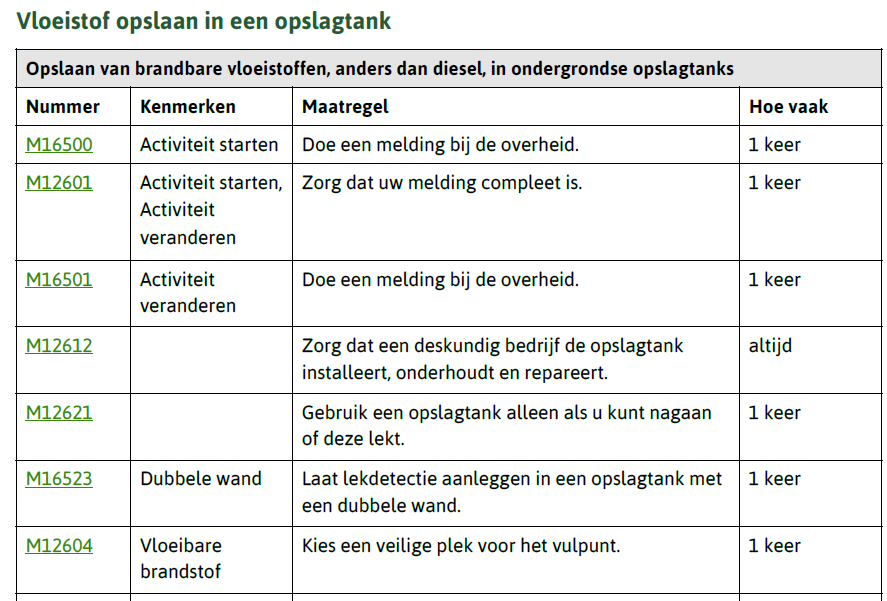 Vloeistof opslaan in een opslagtank
Opslaan van brandbare vloeistoffen, anders dan diesel, in ondergrondse opslagtanks
Nummer Kenmerken Maatregel Hoe vaak
M16500 Activiteit starten Doe een melding bij de overheid. 1 keer
M12601 Activiteit starten, Zorg dat uw melding compleet is. 1 keer
Activiteit
veranderen
M16501 Activiteit Doe een melding bij de overheid. 1 keer
veranderen
M12612 Zorg dat een deskundig bedrijf de opslagtank altijd
installeert, onderhoudt en repareert.
M12621 Gebruik een opslagtank alleen als u kunt nagaan 1 keer
of deze lekt.
M16523 Dubbele wand Laat lekdetectie aanleggen in een opslagtank met 1 keer
een dubbele wand.
M12604 Vloeibare Kies een veilige plek voor het vulpunt. 1 keer
brandstof